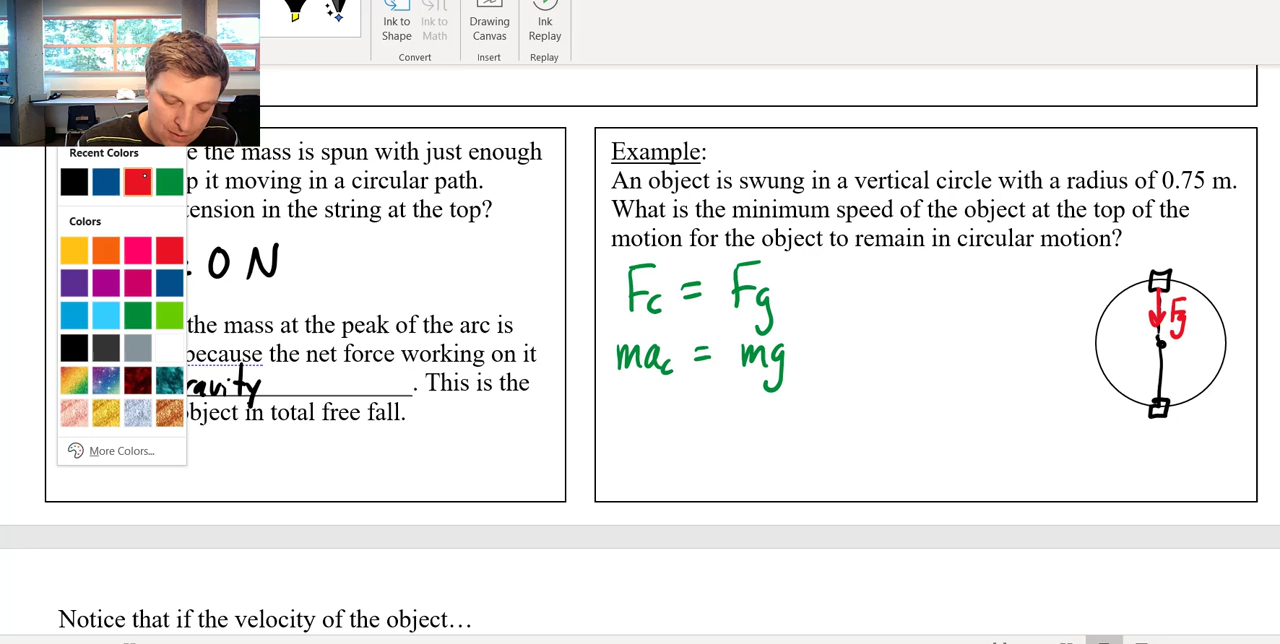 Ink to Shape
Ink to Math
Drawing Canvas
Ink Replay
Convert
Insert
Replay
Recent Colors
Colors
More Colors...
e the mass is spun with just enough
p it moving in a circular path.
ension in the string at the top?
0 N
the mass at the peak of the arc is
because the net force working on it
ravity. This is the
bject in total free fall.
Example:
An object is swung in a vertical circle with a radius of 0.75 m.
What is the minimum speed of the object at the top of the
motion for the object to remain in circular motion?
Fc = Fg
mac = mg
Fg
Notice that if the velocity of the object…